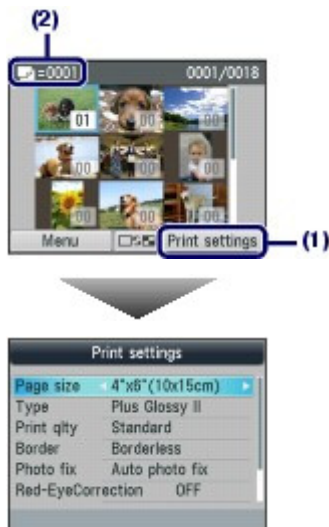 (2)
=0001 0001/0018
01 00 00
00 00 00
00 00 00
Menu Print settings (1)
Print settings
Page size 4"x6"(10x15cm)
Type Plus Glossy II
Print qlty Standard
Border Borderless
Photo fix Auto photo fix
Red-EyeCorrection OFF